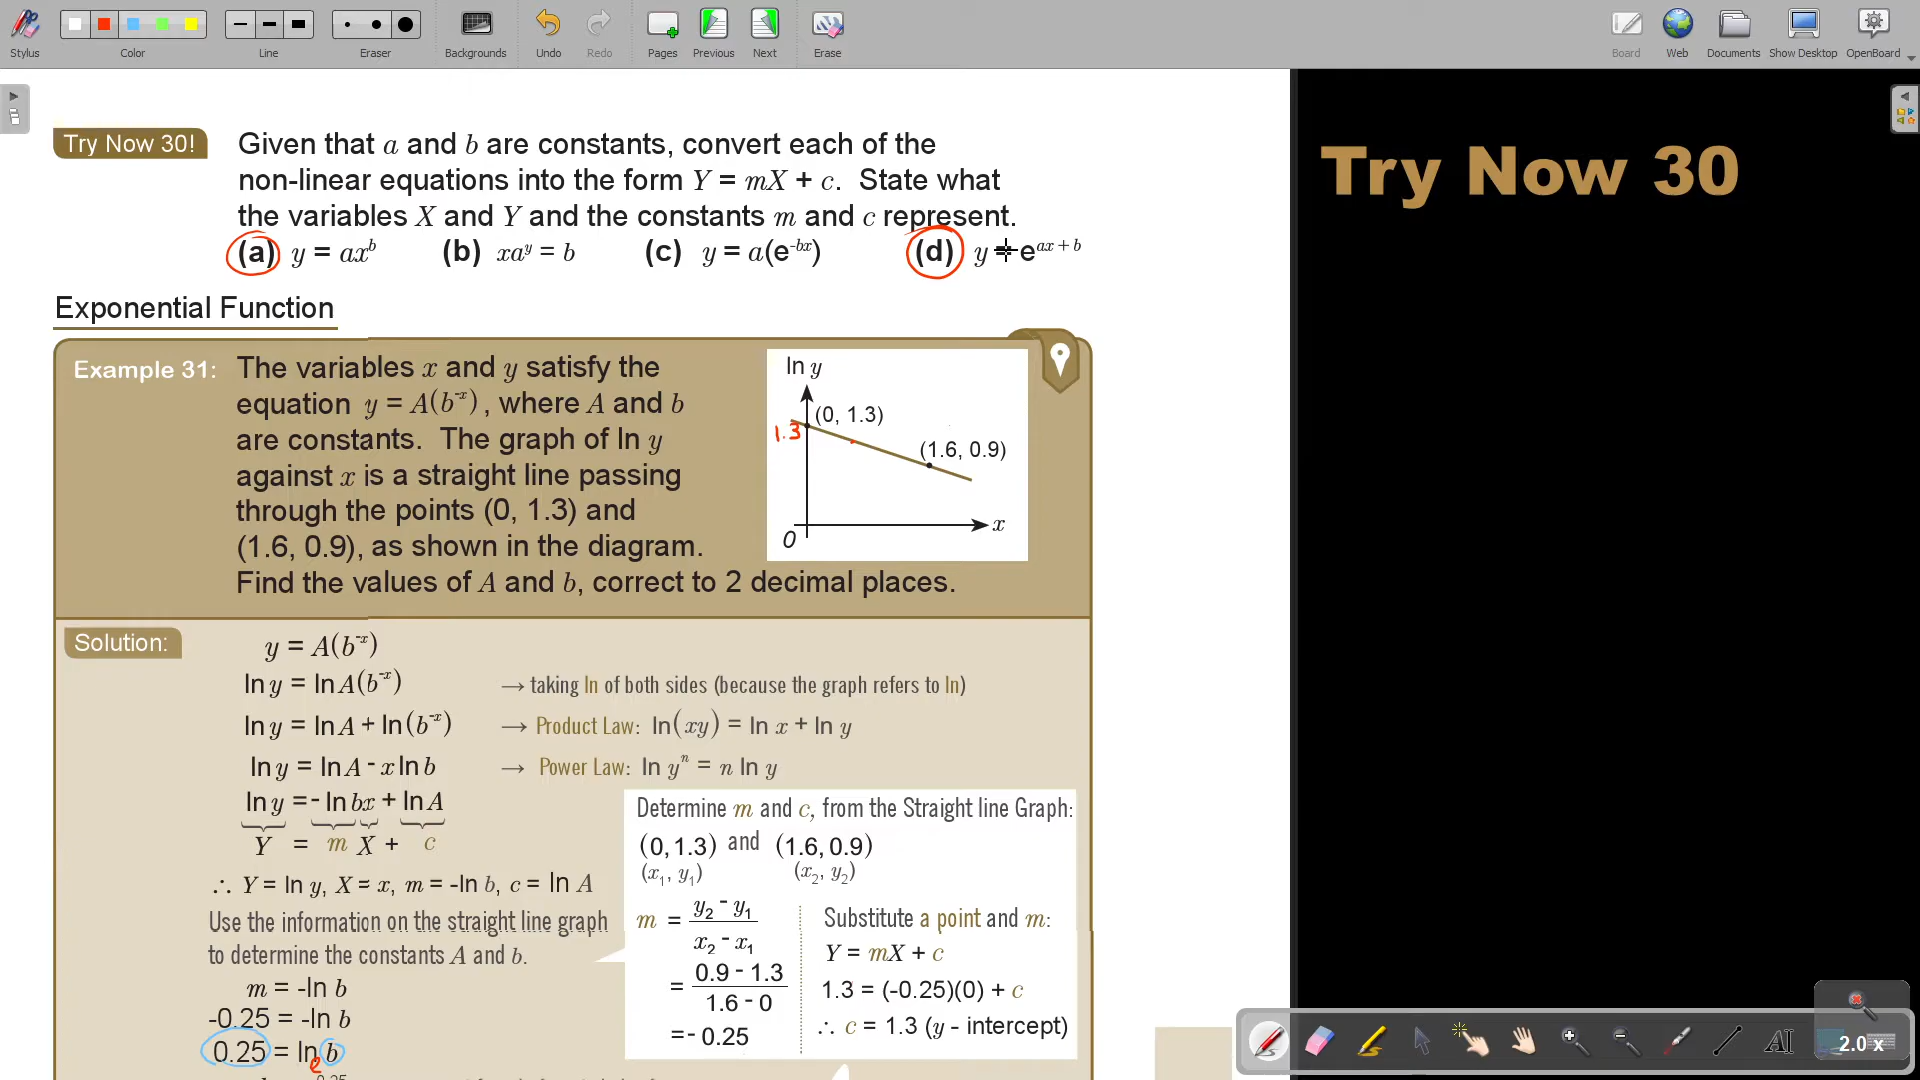 Stylus Color Line Eraser Backgrounds Undo Redo Pages Previous Next Erase Board Web Documents Show Desktop OpenBoard
Try Now 30
Try Now 30! Given that a and b are constants, convert each of the
non-linear equations into the form Y = mX + c. State what
the variables X and Y and the constants m and c represent.
(a) y = ax^b (b) xa^y = b (c) y = a(e^-bx) (d) y = e^ax + b
Exponential Function
Example 31: The variables x and y satisfy the
equation y = A(b^-x), where A and b
are constants. The graph of ln y
against x is a straight line passing
through the points (0, 1.3) and
(1.6, 0.9), as shown in the diagram.
Find the values of A and b, correct to 2 decimal places.
ln y
(0, 1.3)
1.3
(1.6, 0.9)
x
0
Solution:
y = A(b^-x)
ln y = ln A(b^-x) → taking ln of both sides (because the graph refers to ln)
ln y = ln A + ln(b^-x) → Product Law: ln(xy) = ln x + ln y
ln y = ln A - x ln b → Power Law: ln y^n = n ln y
ln y = - ln bx + ln A
Y = m X + c
∴ Y = ln y, X = x, m = -ln b, c = ln A
Use the information on the straight line graph
to determine the constants A and b.
m = -ln b
-0.25 = -ln b
0.25 = ln b
e
Determine m and c, from the Straight line Graph:
(0, 1.3) and (1.6, 0.9)
(x₁, y₁) (x₂, y₂)
m = y₂ - y₁ / x₂ - x₁
= 0.9 - 1.3 / 1.6 - 0
= - 0.25
Substitute a point and m:
Y = mX + c
1.3 = (-0.25)(0) + c
∴ c = 1.3 (y - intercept)
2.0 x